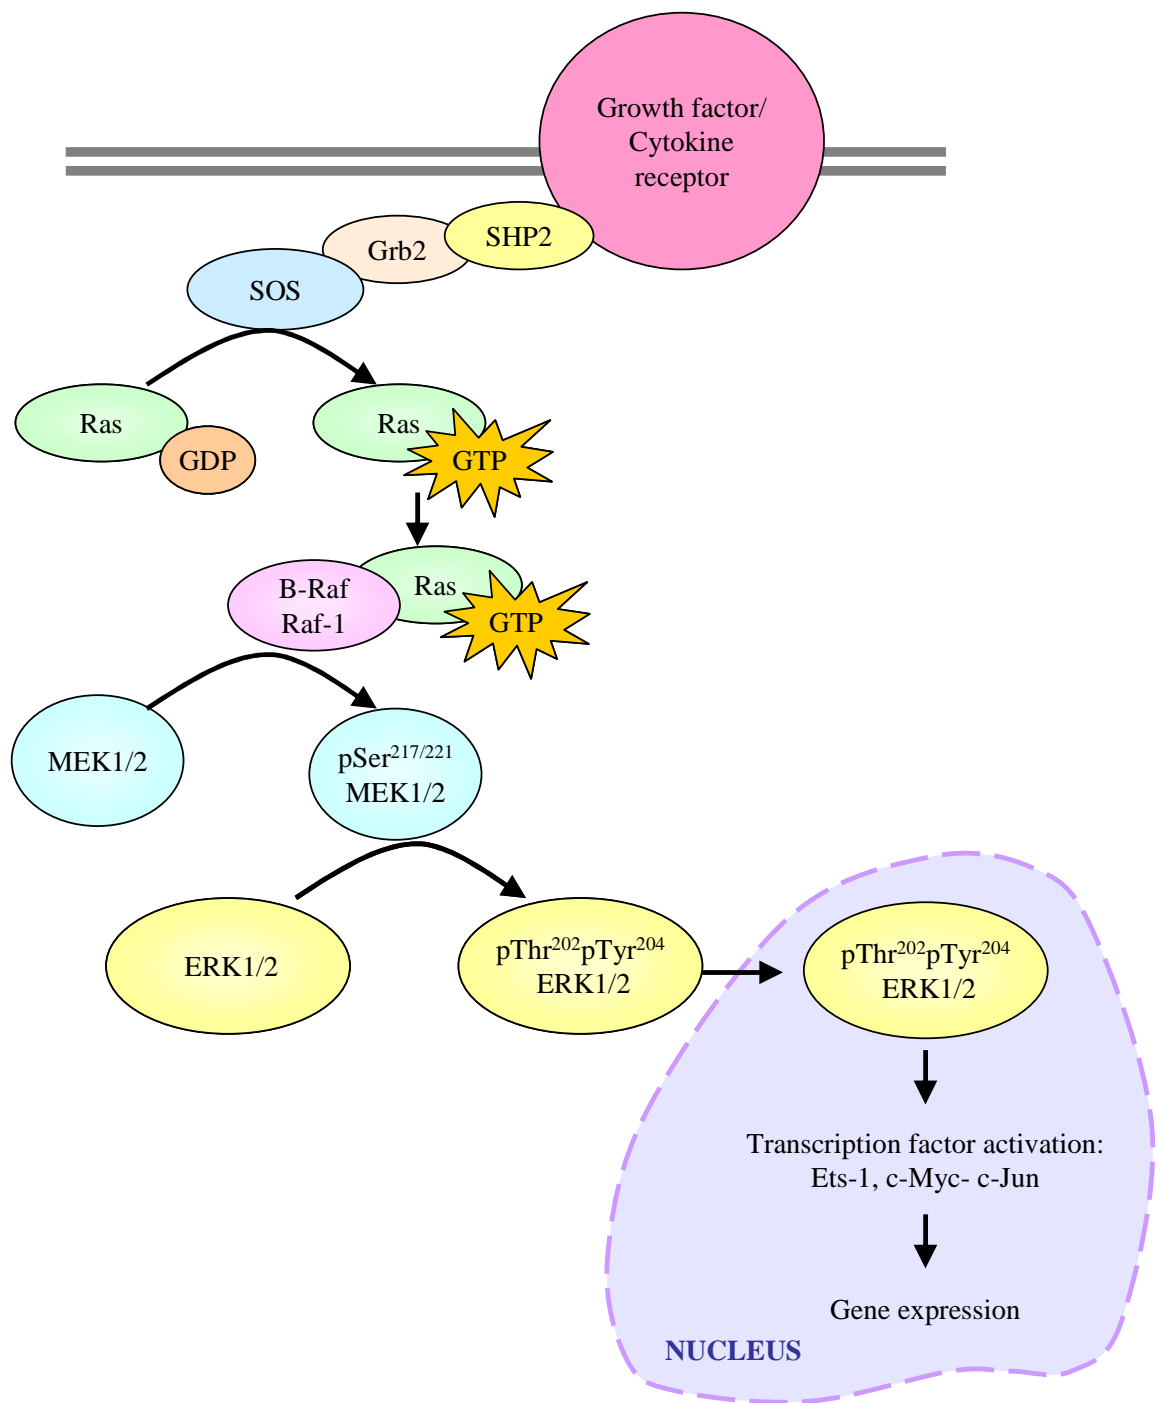 Growth factor/
Cytokine
receptor
SHP2
Grb2
SOS
Ras
GDP
Ras
GTP
B-Raf
Raf-1
Ras
GTP
MEK1/2
pSer²¹⁷/²²¹
MEK1/2
ERK1/2
pThr²⁰²pTyr²⁰⁴
ERK1/2
pThr²⁰²pTyr²⁰⁴
ERK1/2
Transcription factor activation:
Ets-1, c-Myc- c-Jun
Gene expression
NUCLEUS